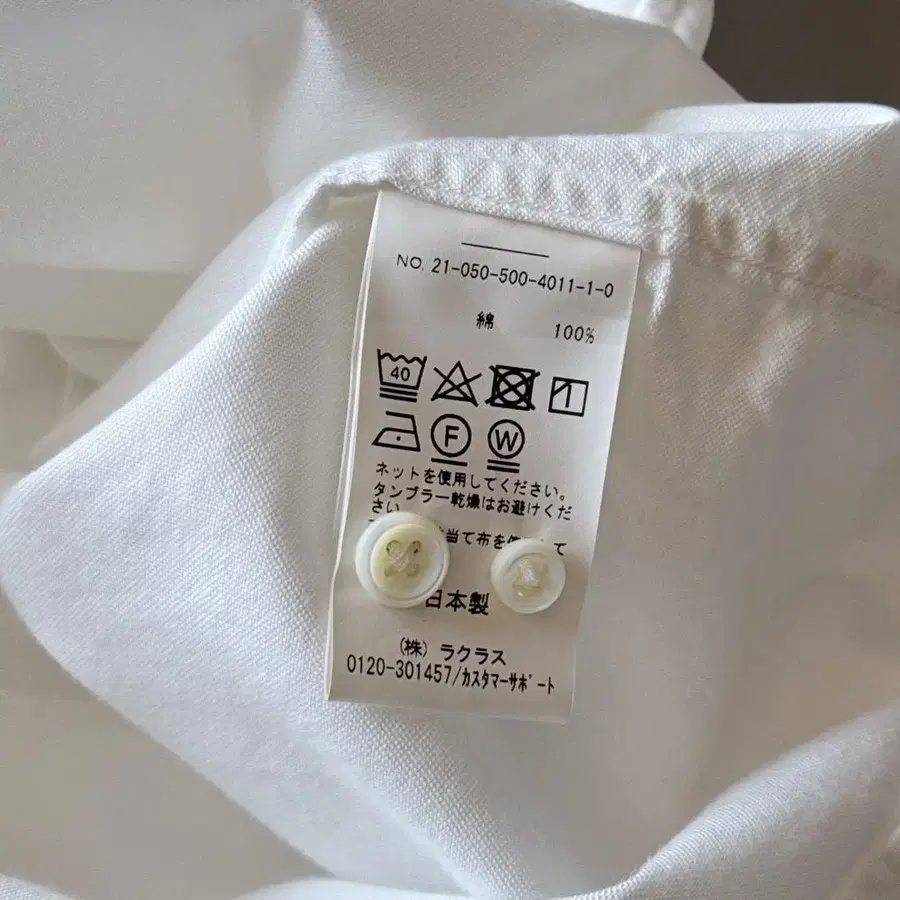 NO. 21-050-500-4011-1-0
綿 100%
40
F W
ネットを使用してください。
タンブラー乾燥はお避けくだ
さい。
当て布を
て
日本製
(株) ラクラス
0120-301457/カスタマーサポート